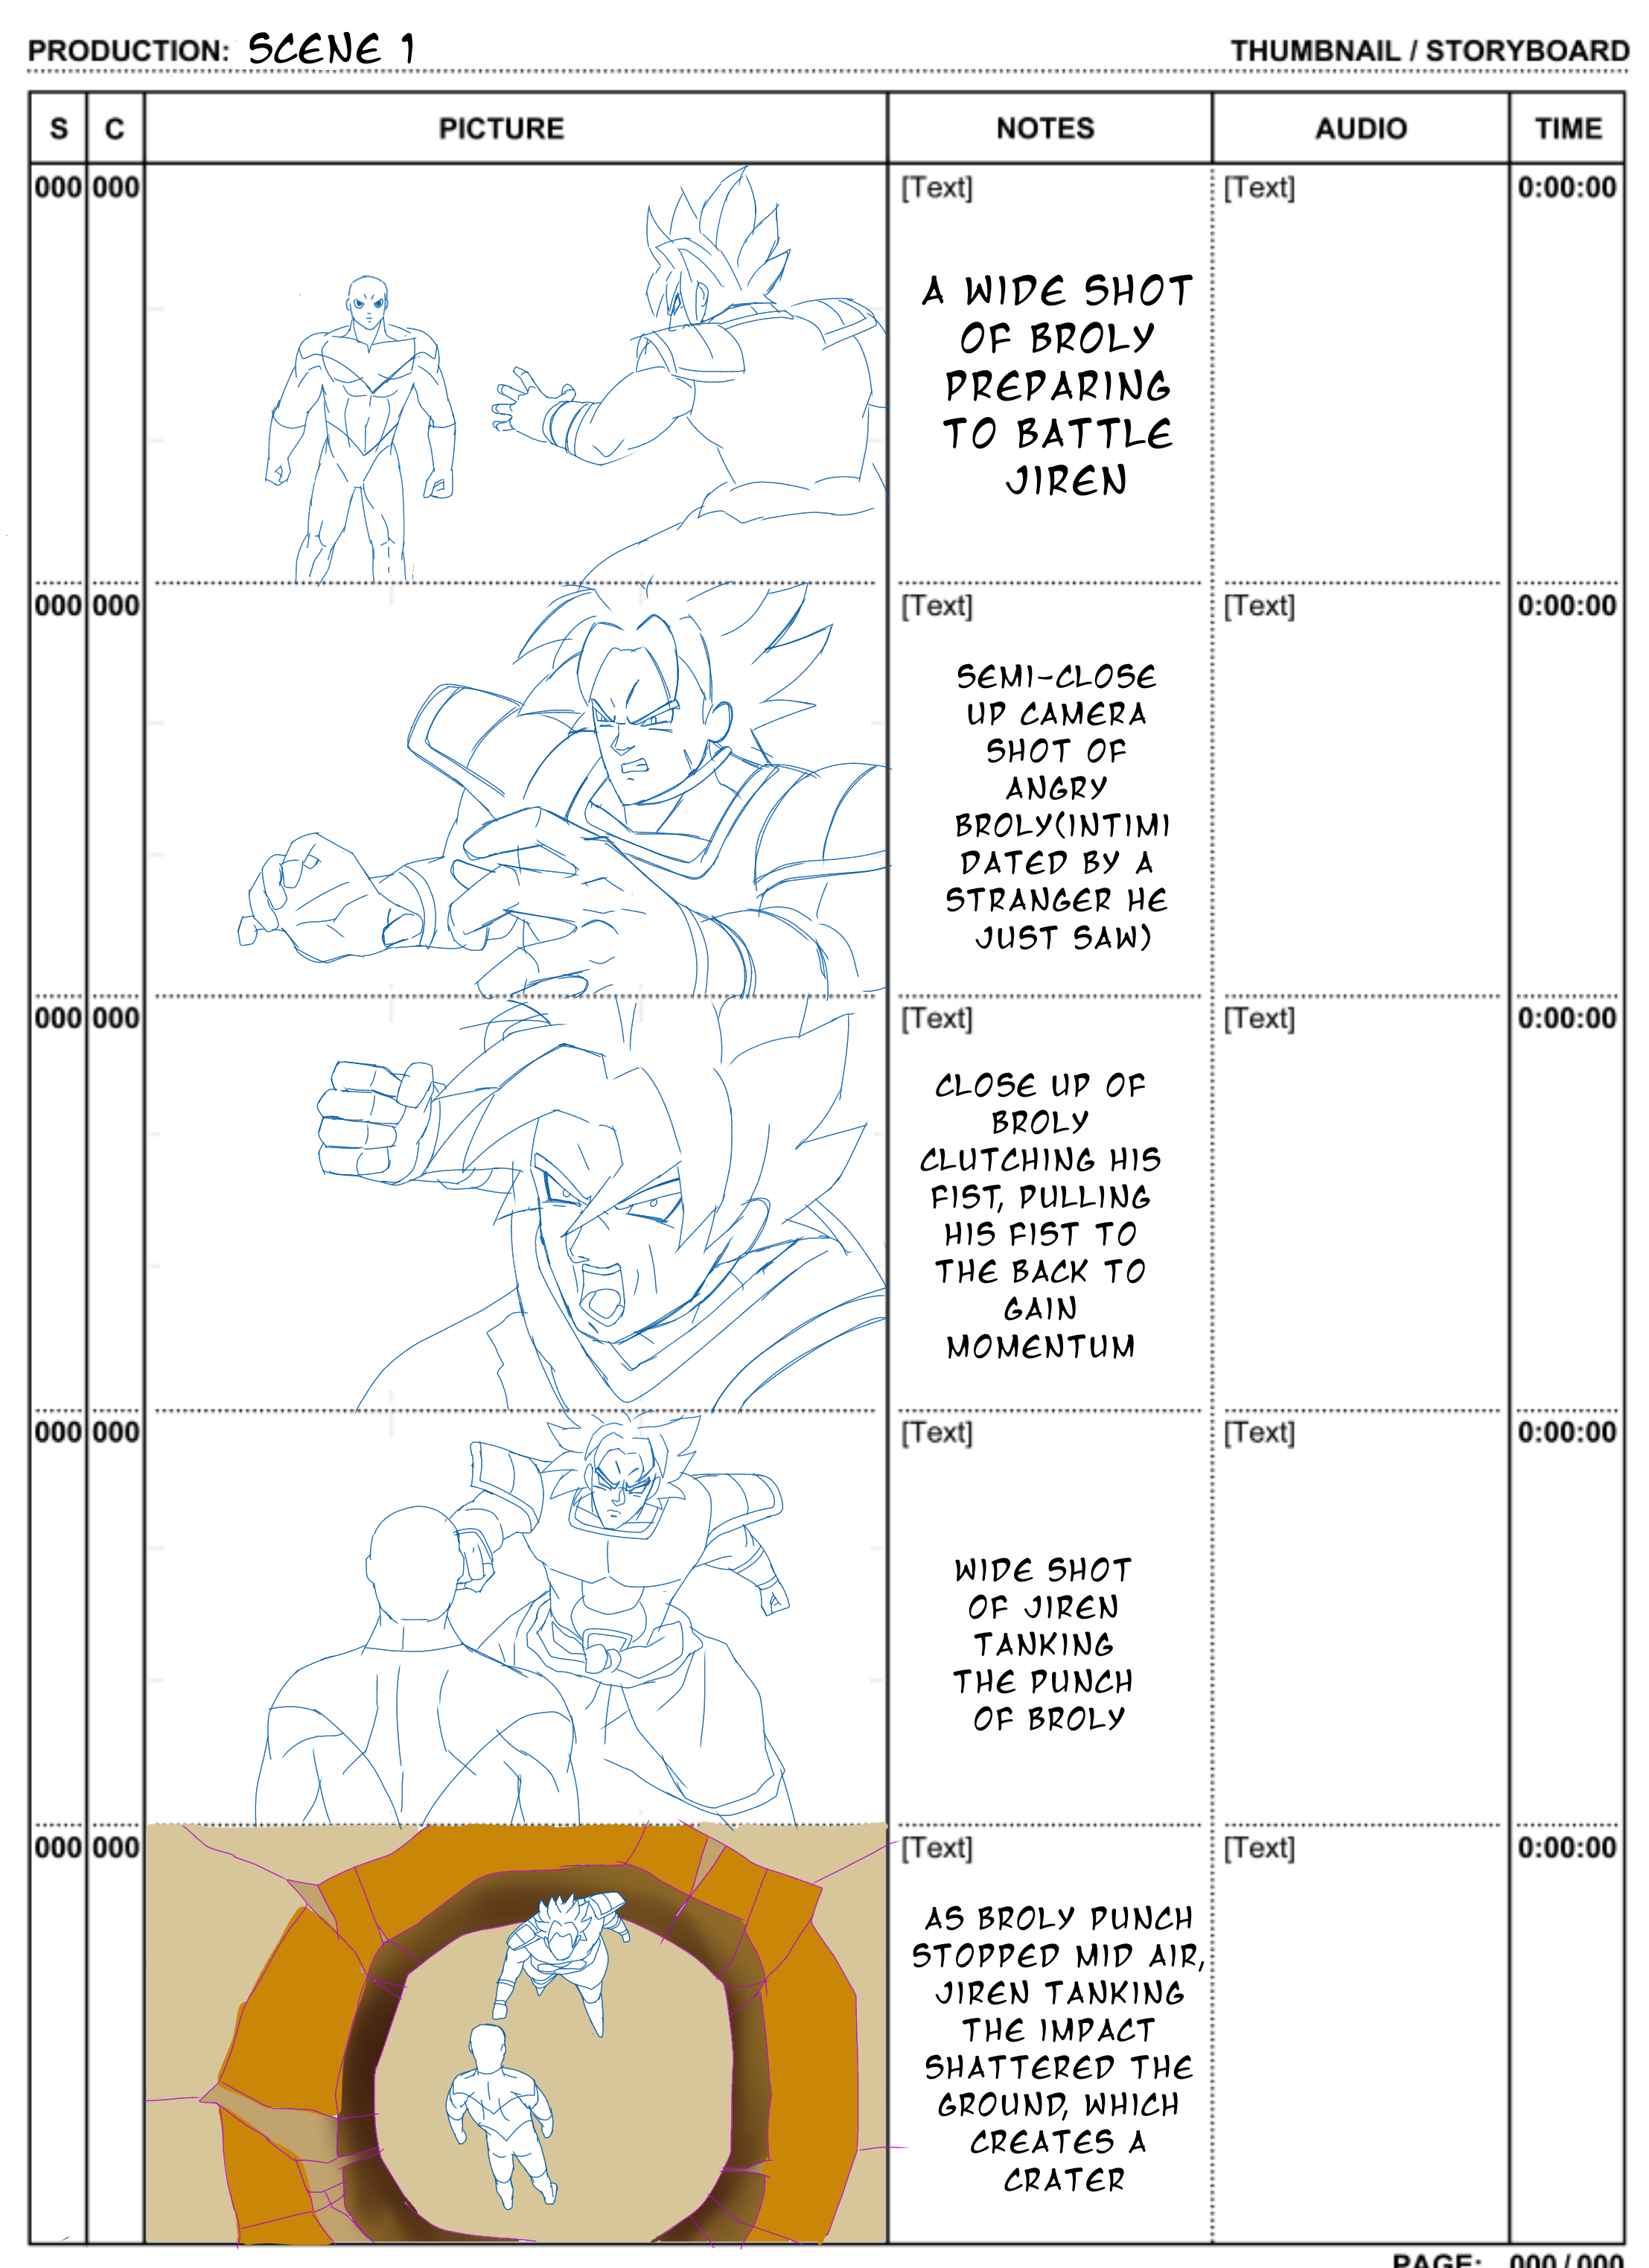 PRODUCTION: SCENE 1
THUMBNAIL / STORYBOARD
S C PICTURE NOTES AUDIO TIME
000 000 [Text] [Text] 0:00:00
A WIDE SHOT
OF BROLY
PREPARING
TO BATTLE
JIREN
000 000 [Text] [Text] 0:00:00
SEMI-CLOSE
UP CAMERA
SHOT OF
ANGRY
BROLY(INTIMI
DATED BY A
STRANGER HE
JUST SAW)
000 000 [Text] [Text] 0:00:00
CLOSE UP OF
BROLY
CLUTCHING HIS
FIST, PULLING
HIS FIST TO
THE BACK TO
GAIN
MOMENTUM
000 000 [Text] [Text] 0:00:00
WIDE SHOT
OF JIREN
TANKING
THE PUNCH
OF BROLY
000 000 [Text] [Text] 0:00:00
AS BROLY PUNCH
STOPPED MID AIR,
JIREN TANKING
THE IMPACT
SHATTERED THE
GROUND, WHICH
CREATES A
CRATER
PAGE: 000 / 000